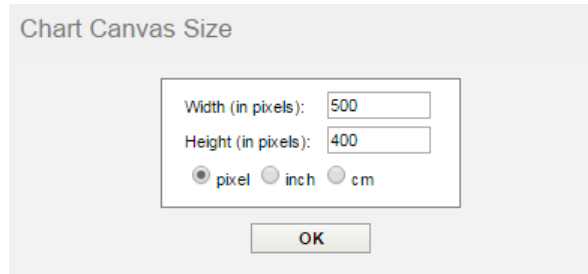 Chart Canvas Size
Width (in pixels): 500
Height (in pixels): 400
pixel inch cm
OK